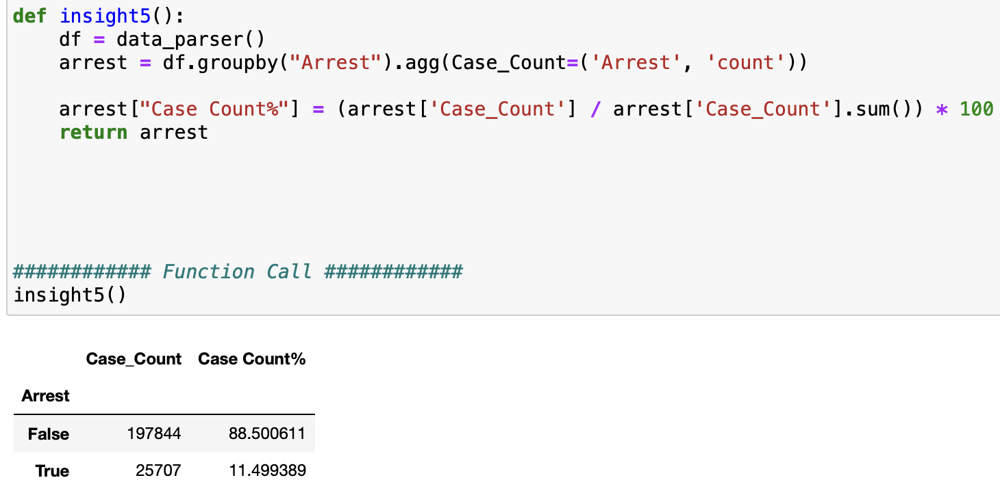 def insight5():
    df = data_parser()
    arrest = df.groupby("Arrest").agg(Case_Count=('Arrest', 'count'))
    arrest["Case Count%"] = (arrest['Case_Count'] / arrest['Case_Count'].sum()) * 100
    return arrest
############ Function Call ############
insight5()
Case_Count Case Count%
Arrest
False 197844 88.500611
True 25707 11.499389